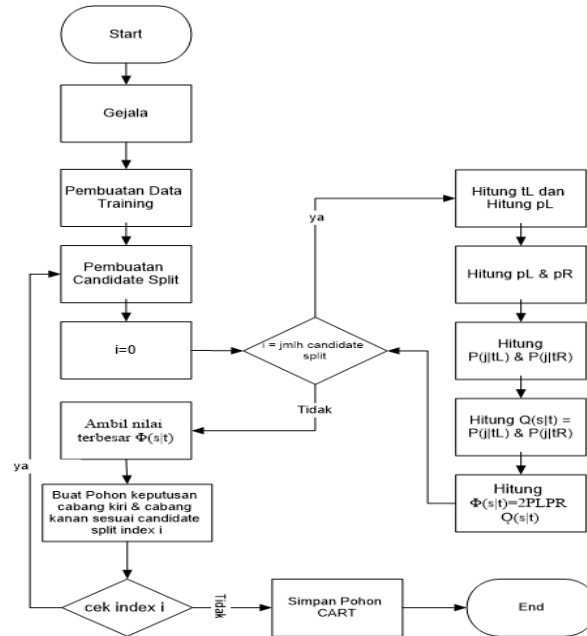 Start
Gejala
Pembuatan Data
Training
Pembuatan
Candidate Split
i=0
i = jmlh candidate
split
ya
Tidak
Hitung tL dan
Hitung pL
Hitung pL & pR
Hitung
P(j|tL) & P(j|tR)
Hitung Q(s|t) =
P(j|tL) & P(j|tR)
Hitung
Φ(s|t)=2PLPR
Q(s|t)
Ambil nilai
terbesar Φ(s|t)
Buat Pohon keputusan
cabang kiri & cabang
kanan sesuai candidate
split index i
cek index i
ya
Tidak
Simpan Pohon
CART
End